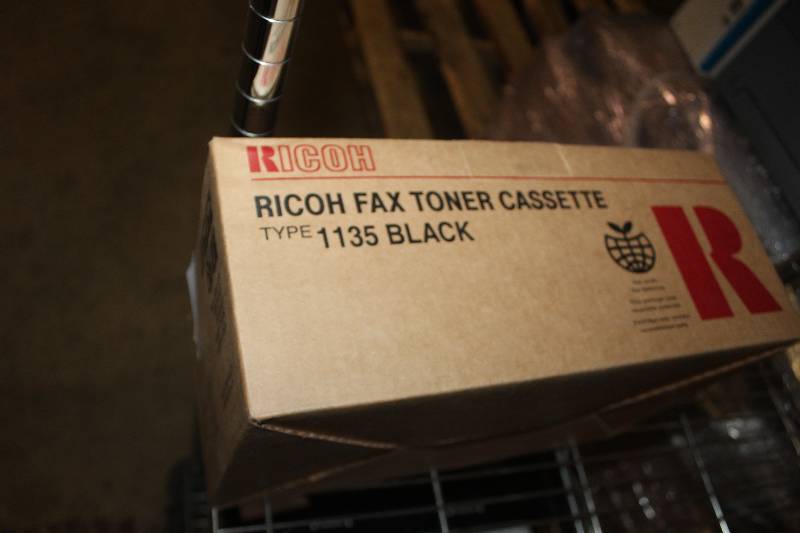 RICOH
RICOH FAX TONER CASSETTE
TYPE 1135 BLACK
R